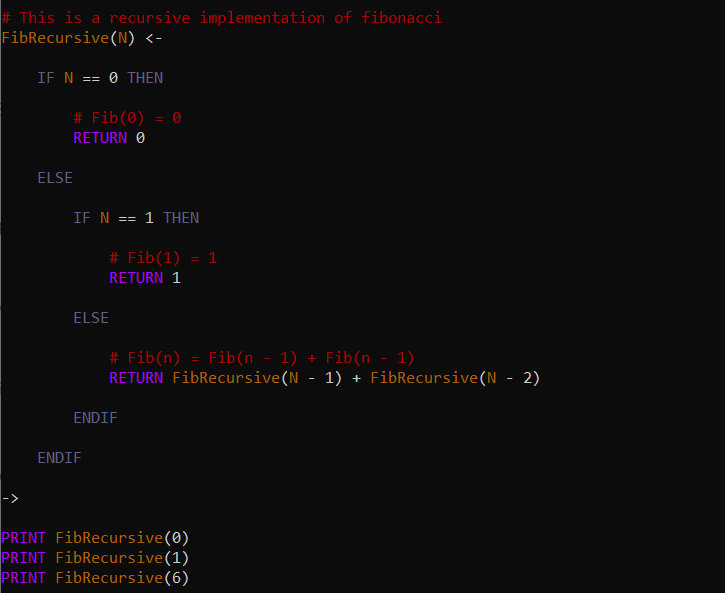 # This is a recursive implementation of fibonacci
FibRecursive(N) <-
IF N == 0 THEN
# Fib(0) = 0
RETURN 0
ELSE
IF N == 1 THEN
# Fib(1) = 1
RETURN 1
ELSE
# Fib(n) = Fib(n - 1) + Fib(n - 1)
RETURN FibRecursive(N - 1) + FibRecursive(N - 2)
ENDIF
ENDIF
->
PRINT FibRecursive(0)
PRINT FibRecursive(1)
PRINT FibRecursive(6)